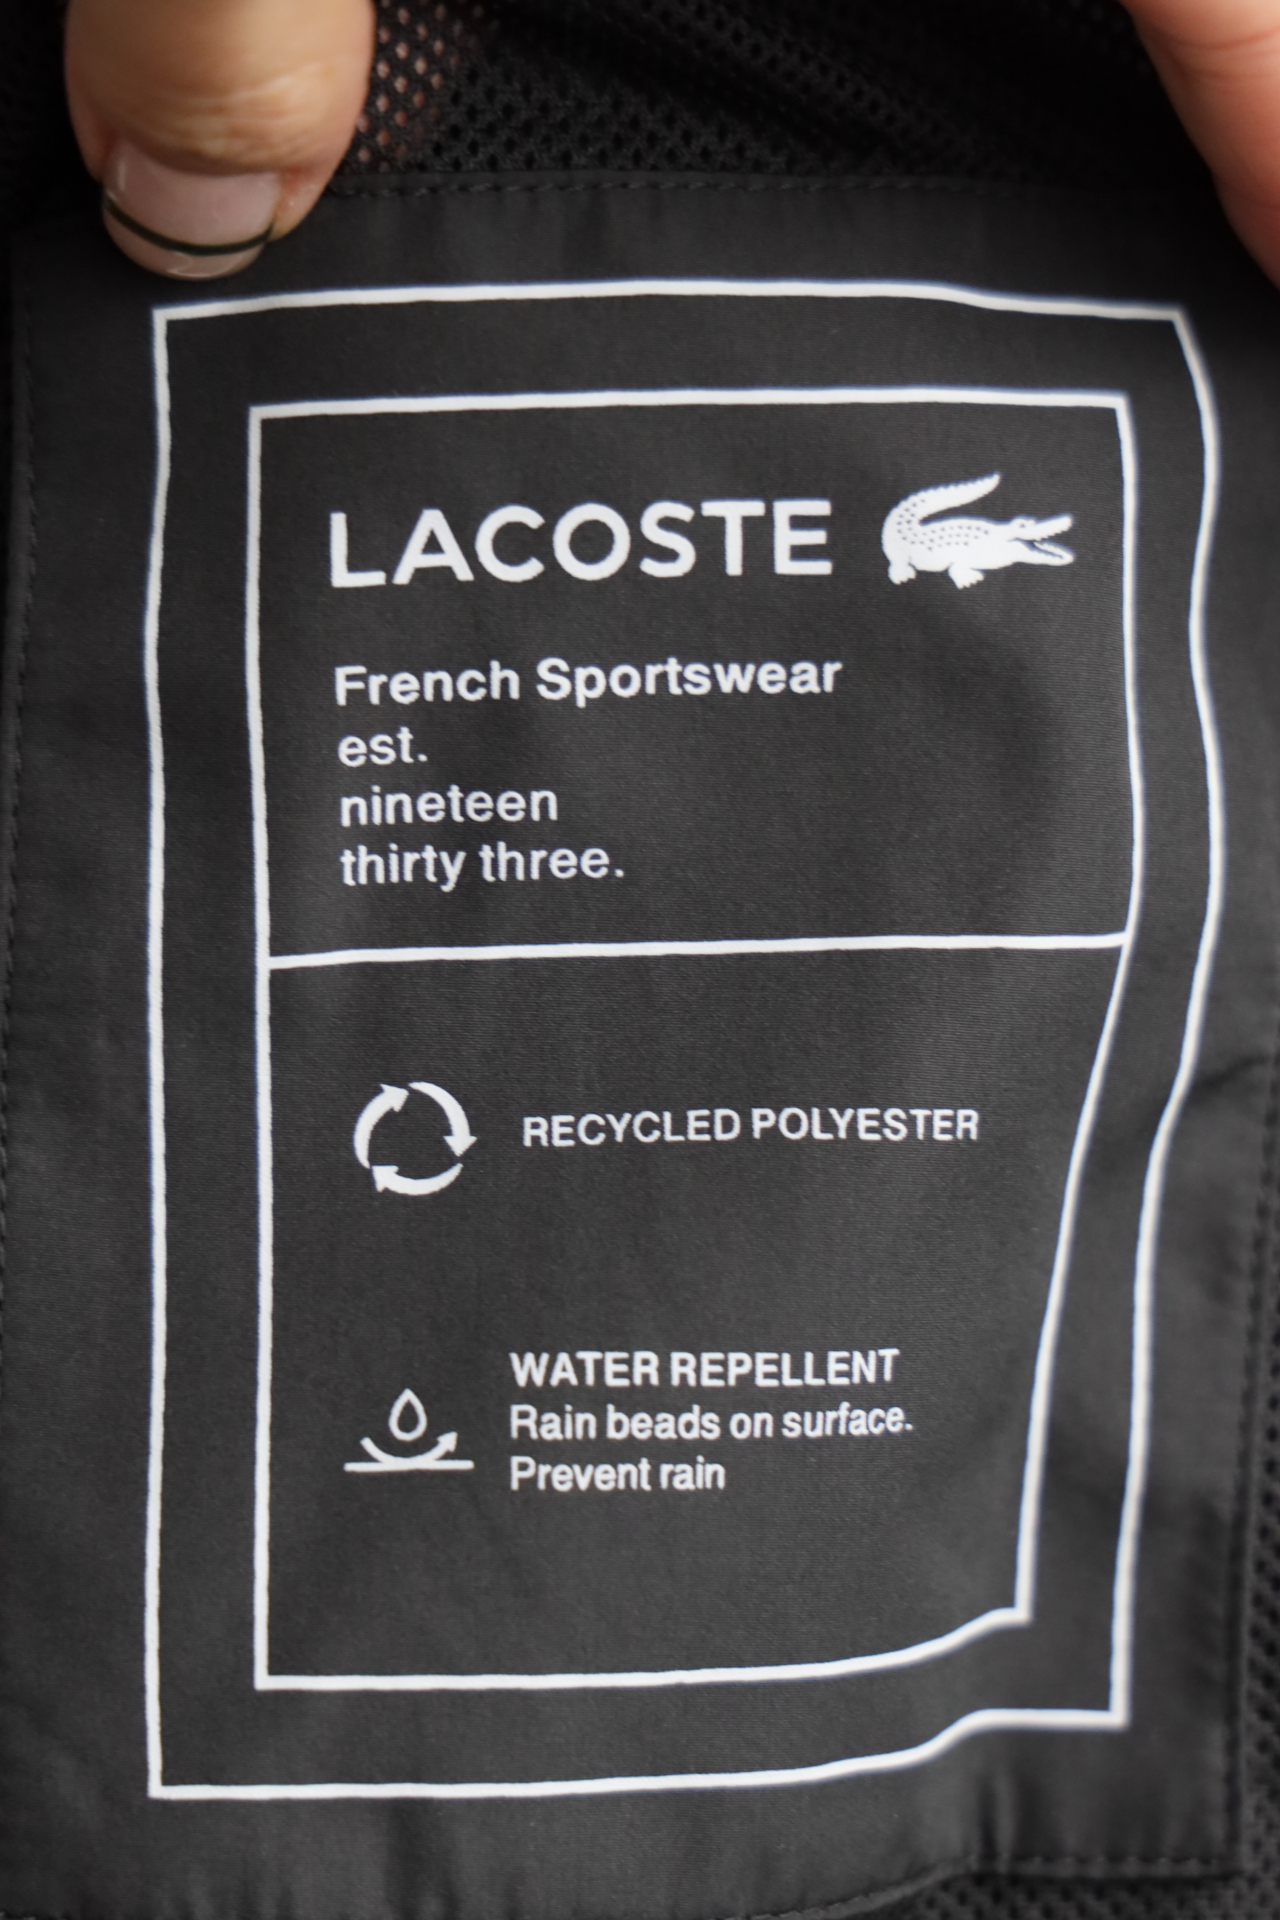 LACOSTE
French Sportswear
est.
nineteen
thirty three.
RECYCLED POLYESTER
WATER REPELLENT
Rain beads on surface.
Prevent rain